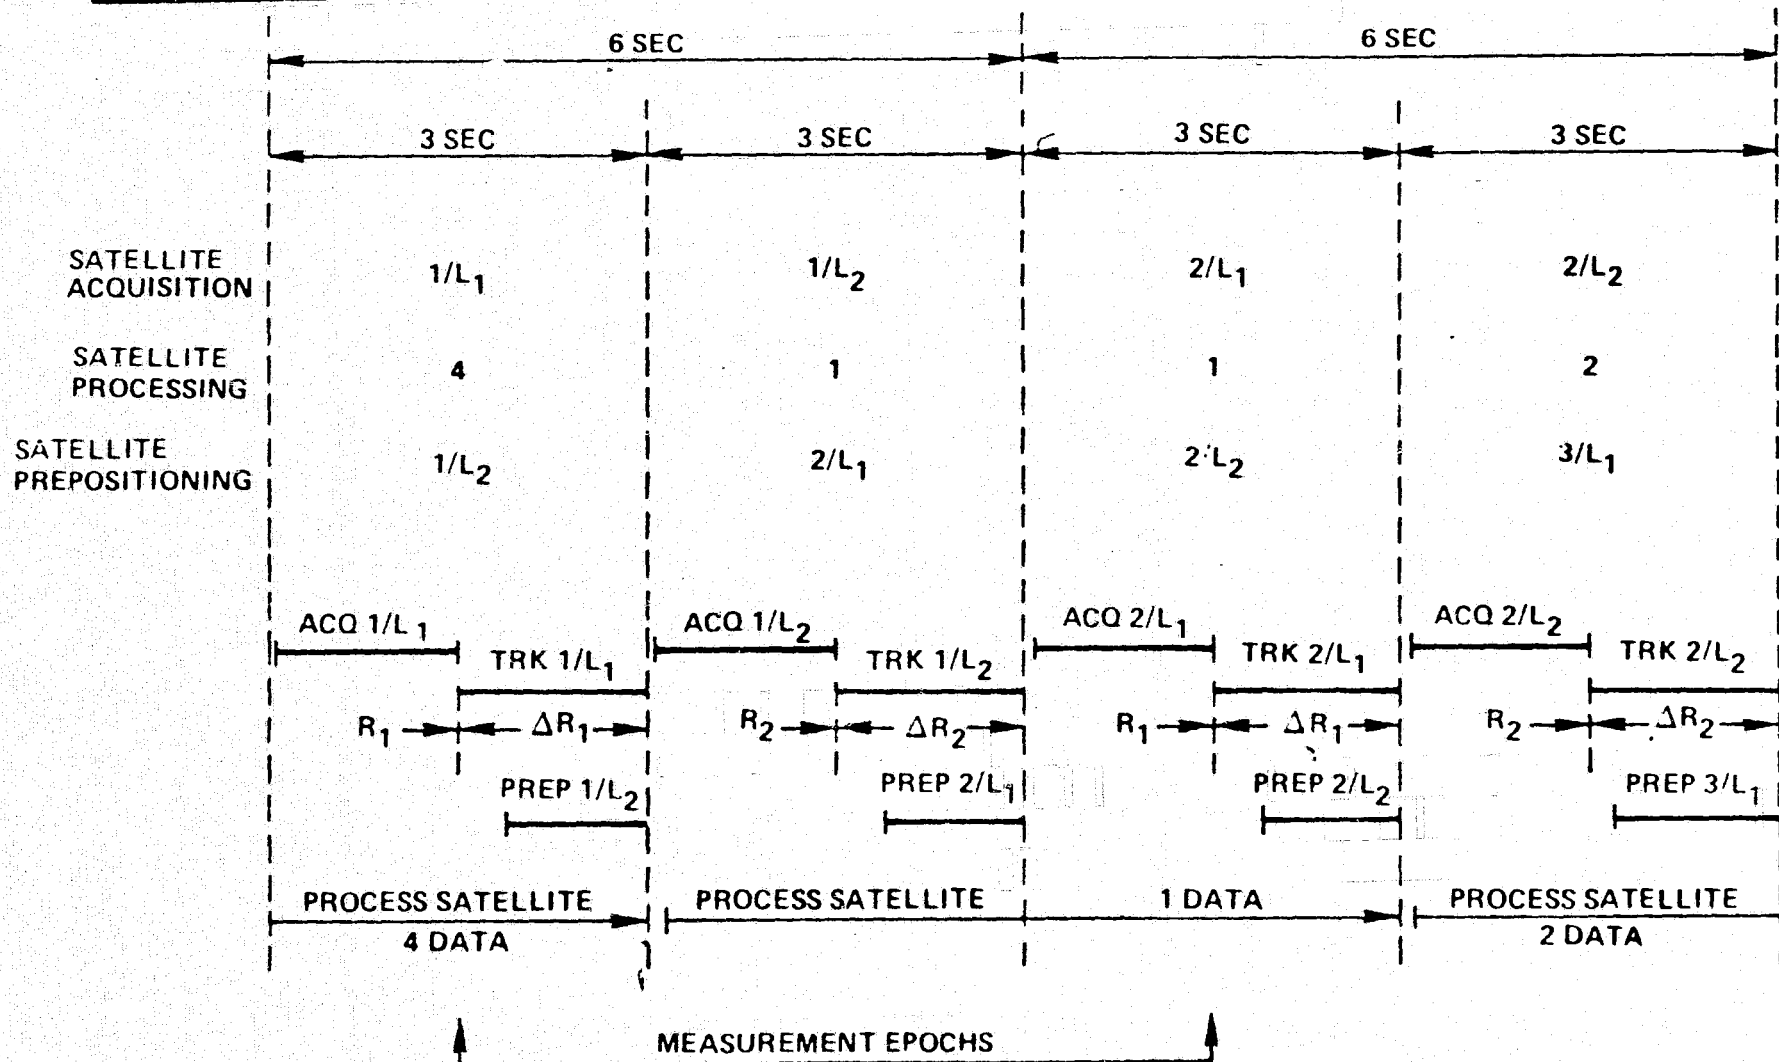 6 SEC 6 SEC
3 SEC 3 SEC 3 SEC 3 SEC
SATELLITE ACQUISITION 1/L1 1/L2 2/L1 2/L2
SATELLITE PROCESSING 4 1 1 2
SATELLITE PREPOSITIONING 1/L2 2/L1 2/L2 3/L1
ACQ 1/L1 ACQ 1/L2 ACQ 2/L1 ACQ 2/L2
TRK 1/L1 TRK 1/L2 TRK 2/L1 TRK 2/L2
R1 ΔR1 R2 ΔR2 R1 ΔR1 R2 ΔR2
PREP 1/L2 PREP 2/L1 PREP 2/L2 PREP 3/L1
PROCESS SATELLITE PROCESS SATELLITE 1 DATA PROCESS SATELLITE
4 DATA 2 DATA
MEASUREMENT EPOCHS